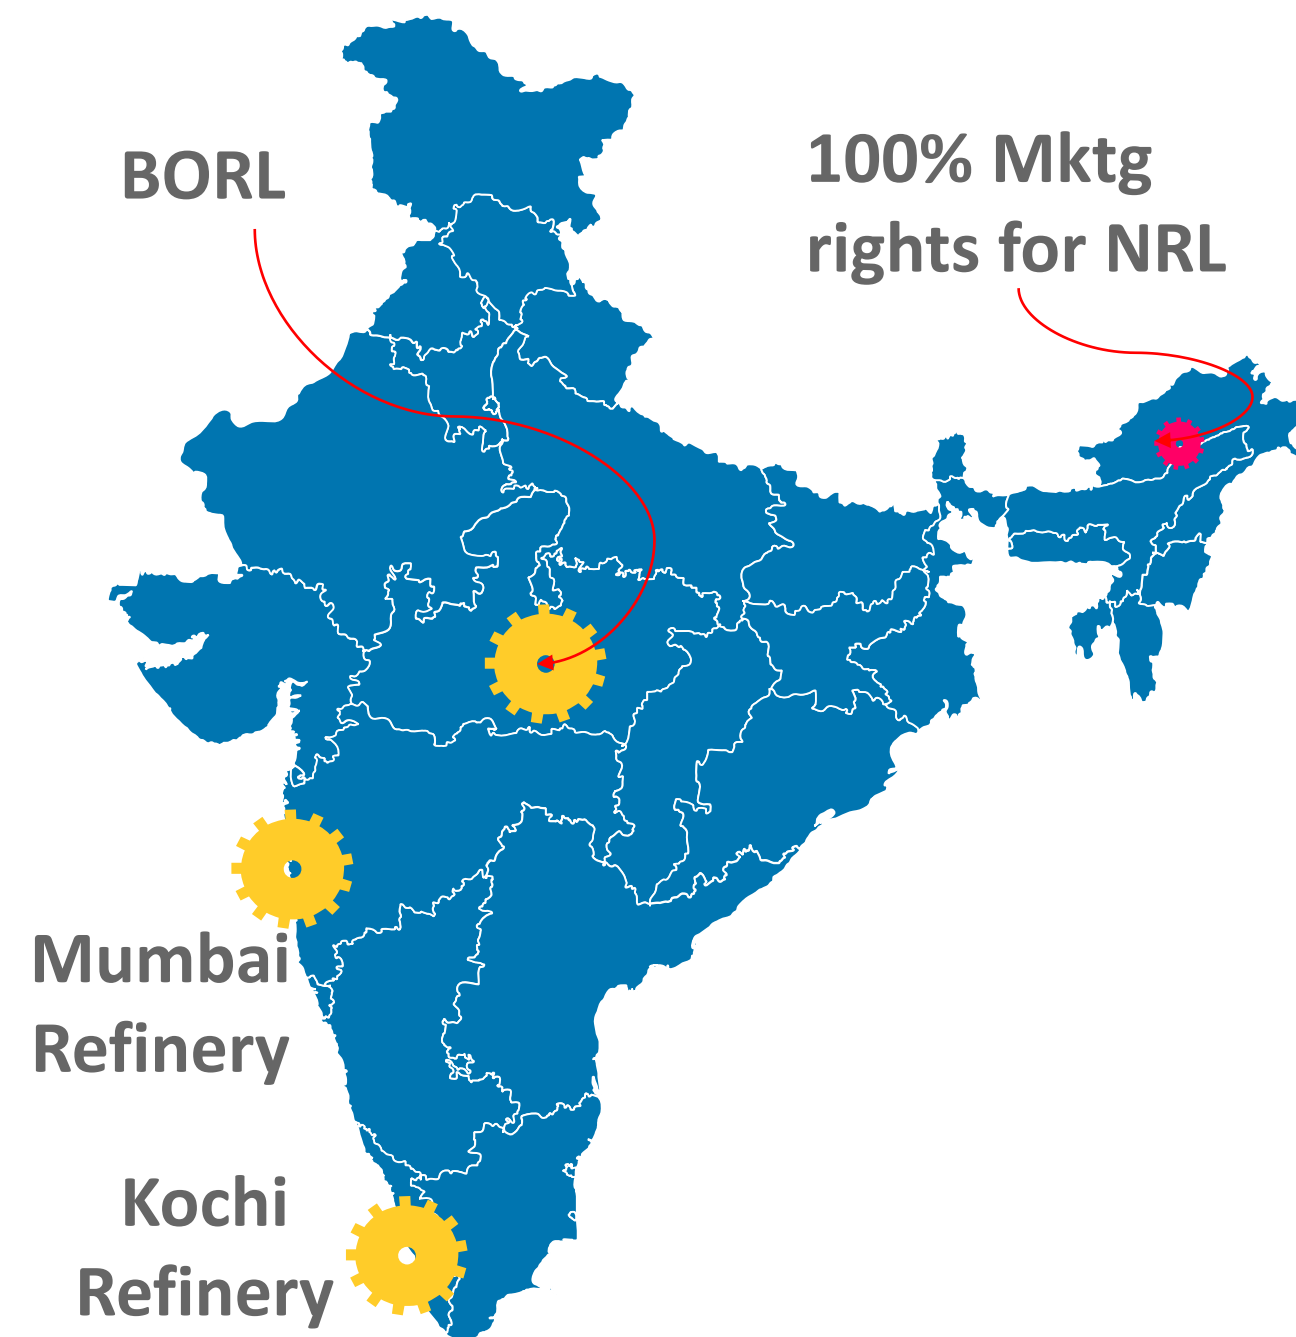 BORL
100% Mktg
rights for NRL
Mumbai
Refinery
Kochi
Refinery